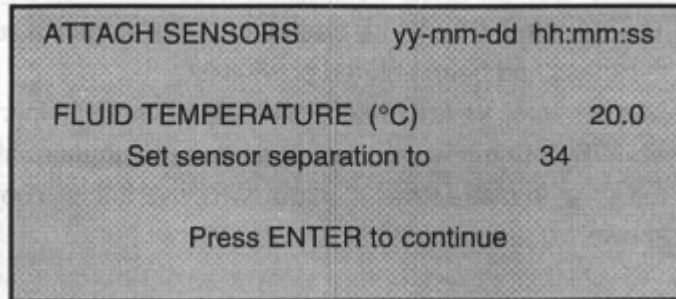 ATTACH SENSORS yy-mm-dd hh:mm:ss
FLUID TEMPERATURE (°C) 20.0
Set sensor separation to 34
Press ENTER to continue